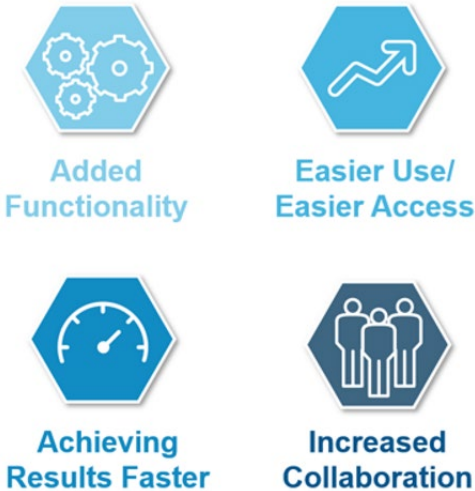 Added
Functionality
Easier Use/
Easier Access
Achieving
Results Faster
Increased
Collaboration